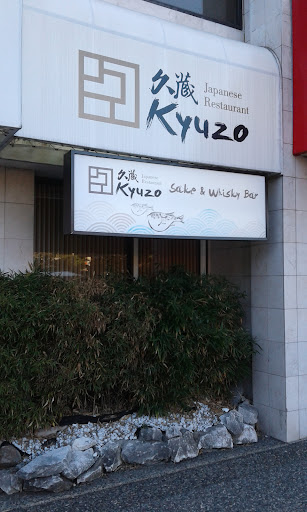 久蔵
Japanese
Restaurant
Kyuzo
久蔵
Japanese
Restaurant
Kyuzo
Sake & Whisky Bar